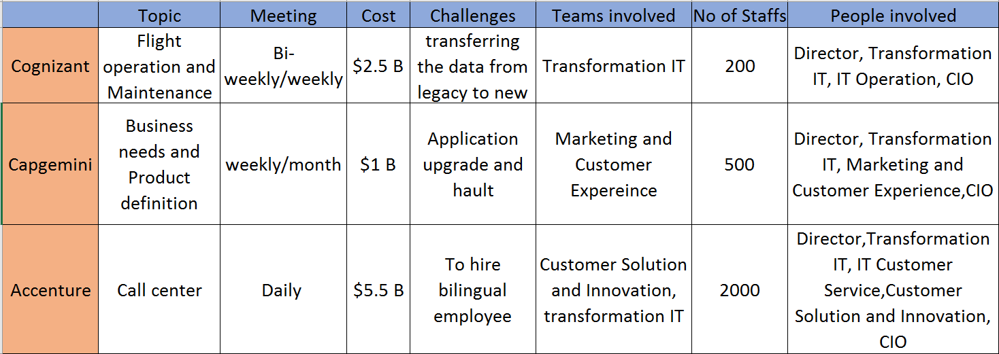 Topic Meeting Cost Challenges Teams involved No of Staffs People involved
Cognizant
Flight
operation and
Maintenance
Bi-
weekly/weekly
$2.5 B
transferring
the data from
legacy to new
Transformation IT
200
Director, Transformation
IT, IT Operation, CIO
Capgemini
Business
needs and
Product
definition
weekly/month
$1 B
Application
upgrade and
hault
Marketing and
Customer
Expereince
500
Director, Transformation
IT, Marketing and
Customer Experience,CIO
Accenture
Call center
Daily
$5.5 B
To hire
bilingual
employee
Customer Solution
and Innovation,
transformation IT
2000
Director,Transformation
IT, IT Customer
Service,Customer
Solution and Innovation,
CIO